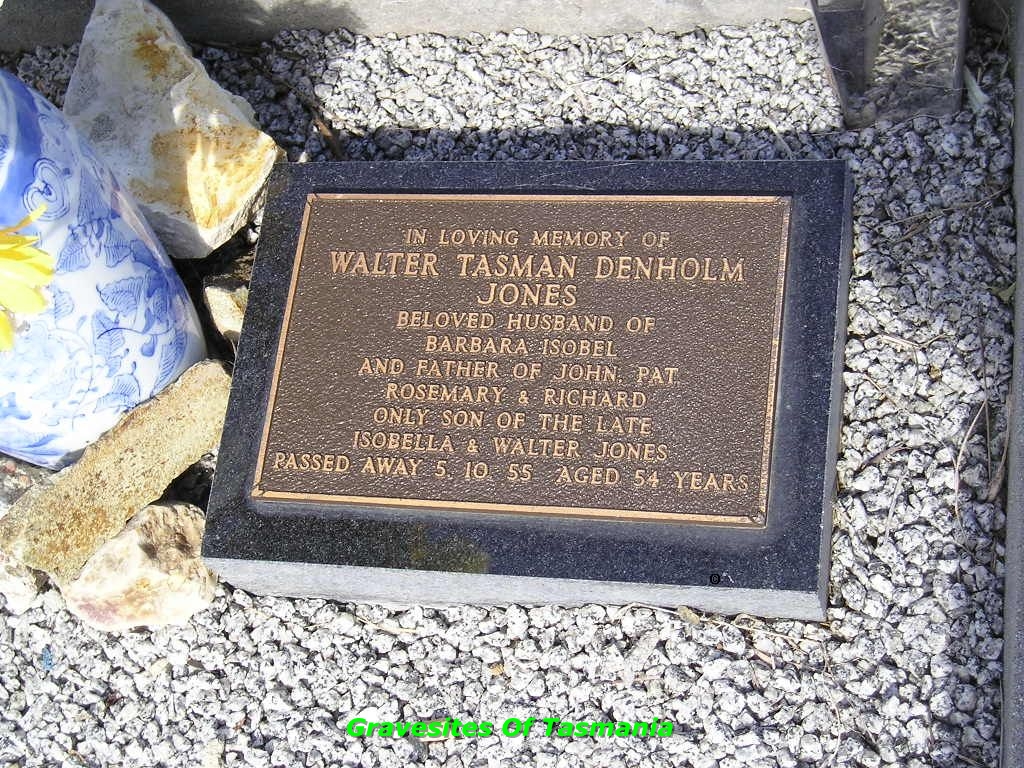 IN LOVING MEMORY OF
WALTER TASMAN DENHOLM
JONES
BELOVED HUSBAND OF
BARBARA ISOBEL
AND FATHER OF JOHN, PAT
ROSEMARY & RICHARD
ONLY SON OF THE LATE
ISOBELLA & WALTER JONES
PASSED AWAY 5. 10. 55 AGED 54 YEARS
Gravesites Of Tasmania